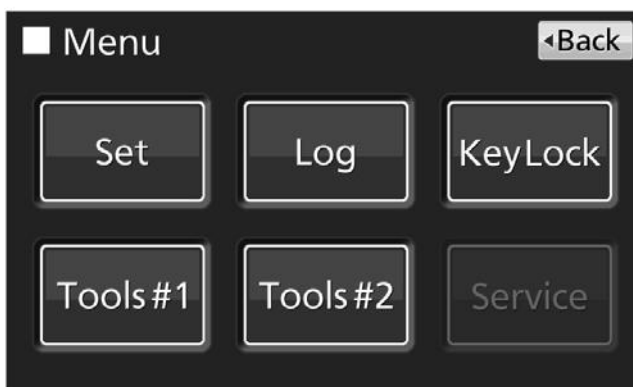 Menu
◂Back
Set
Log
KeyLock
Tools#1
Tools#2
Service